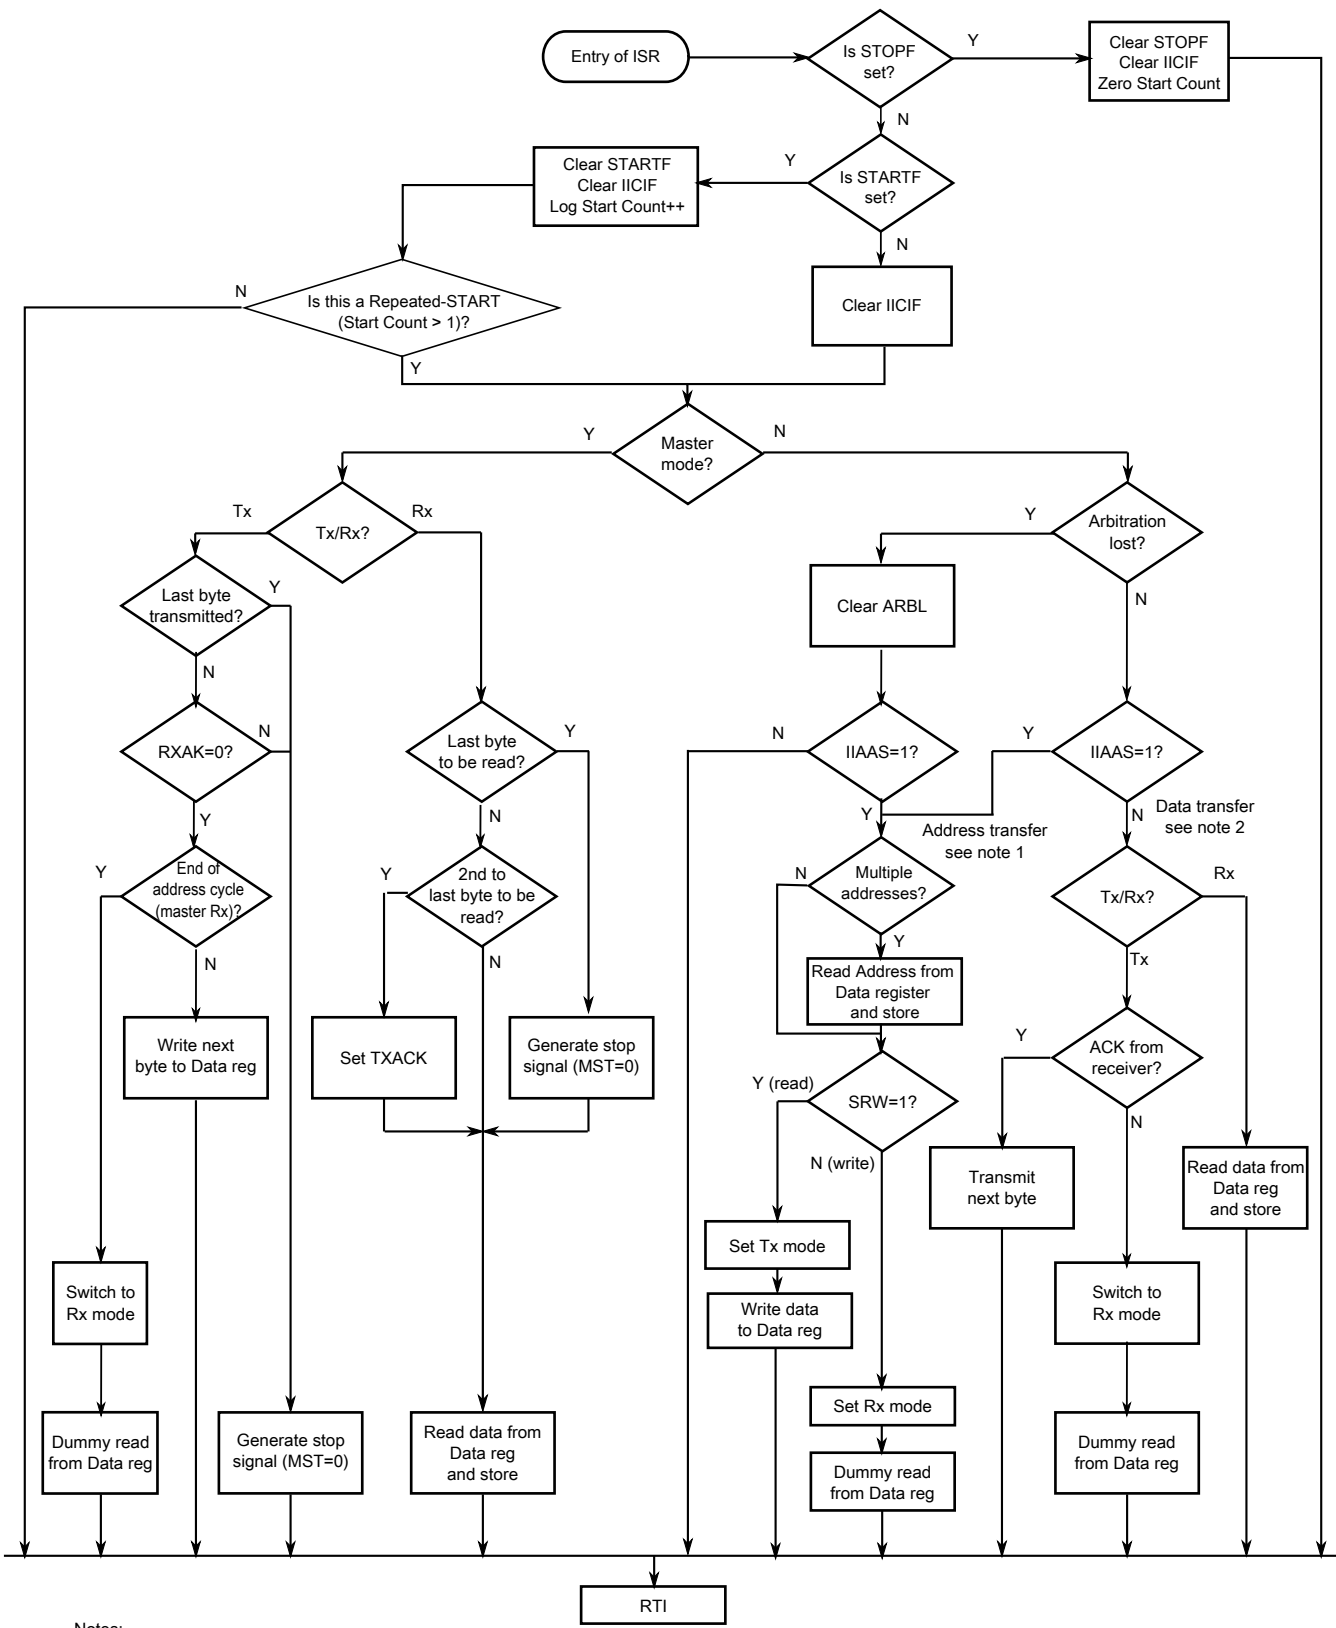 Entry of ISR
Is STOPF
set?
Y
Clear STOPF
Clear IICIF
Zero Start Count
N
Clear STARTF
Clear IICIF
Log Start Count++
Y
Is STARTF
set?
N
N
Is this a Repeated-START
(Start Count > 1)?
Clear IICIF
Y
Y
Master
mode?
N
Tx
Tx/Rx?
Rx
Y
Arbitration
lost?
Last byte
transmitted?
Y
Clear ARBL
N
N
RXAK=0?
N
Last byte
to be read?
Y
N
IIAAS=1?
Y
IIAAS=1?
Y
N
Y
Address transfer
see note 1
N
Data transfer
see note 2
Y
End of
address cycle
(master Rx)?
Y
2nd to
last byte to be
read?
N
Multiple
addresses?
Tx/Rx?
Rx
N
N
Y
Tx
Read Address from
Data register
and store
Write next
byte to Data reg
Set TXACK
Generate stop
signal (MST=0)
Y
ACK from
receiver?
Y (read)
SRW=1?
N
N (write)
Transmit
next byte
Read data from
Data reg
and store
Set Tx mode
Switch to
Rx mode
Write data
to Data reg
Switch to
Rx mode
Set Rx mode
Dummy read
from Data reg
Generate stop
signal (MST=0)
Read data from
Data reg
and store
Dummy read
from Data reg
Dummy read
from Data reg
RTI
Notes: